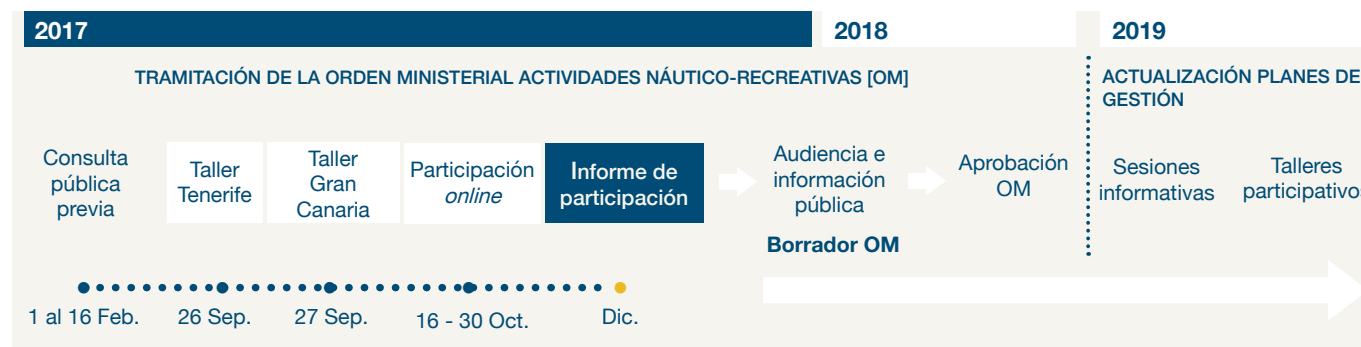 2017
2018
2019
TRAMITACIÓN DE LA ORDEN MINISTERIAL ACTIVIDADES NÁUTICO-RECREATIVAS [OM]
ACTUALIZACIÓN PLANES DE
GESTIÓN
Consulta
pública
previa
Taller
Tenerife
Taller
Gran
Canaria
Participación
online
Informe de
participación
Audiencia e
información
pública
Borrador OM
Aprobación
OM
Sesiones
informativas
Talleres
participativos
1 al 16 Feb.
26 Sep.
27 Sep.
16 - 30 Oct.
Dic.